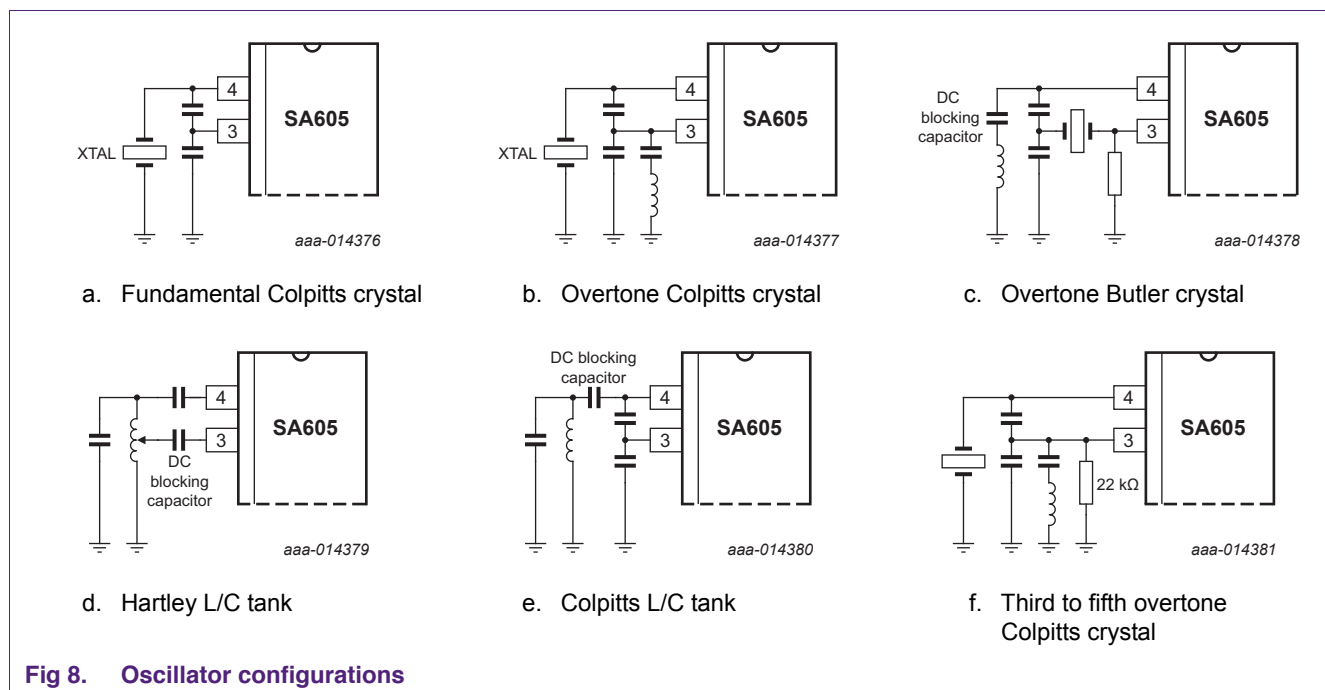 4
3
SA605
XTAL
aaa-014376
a. Fundamental Colpitts crystal
4
3
SA605
XTAL
aaa-014377
b. Overtone Colpitts crystal
DC
blocking
capacitor
4
3
SA605
aaa-014378
c. Overtone Butler crystal
4
3
SA605
DC
blocking
capacitor
aaa-014379
d. Hartley L/C tank
DC blocking
capacitor
4
3
SA605
aaa-014380
e. Colpitts L/C tank
4
3
SA605
22 kΩ
aaa-014381
f. Third to fifth overtone
Colpitts crystal
Fig 8. Oscillator configurations